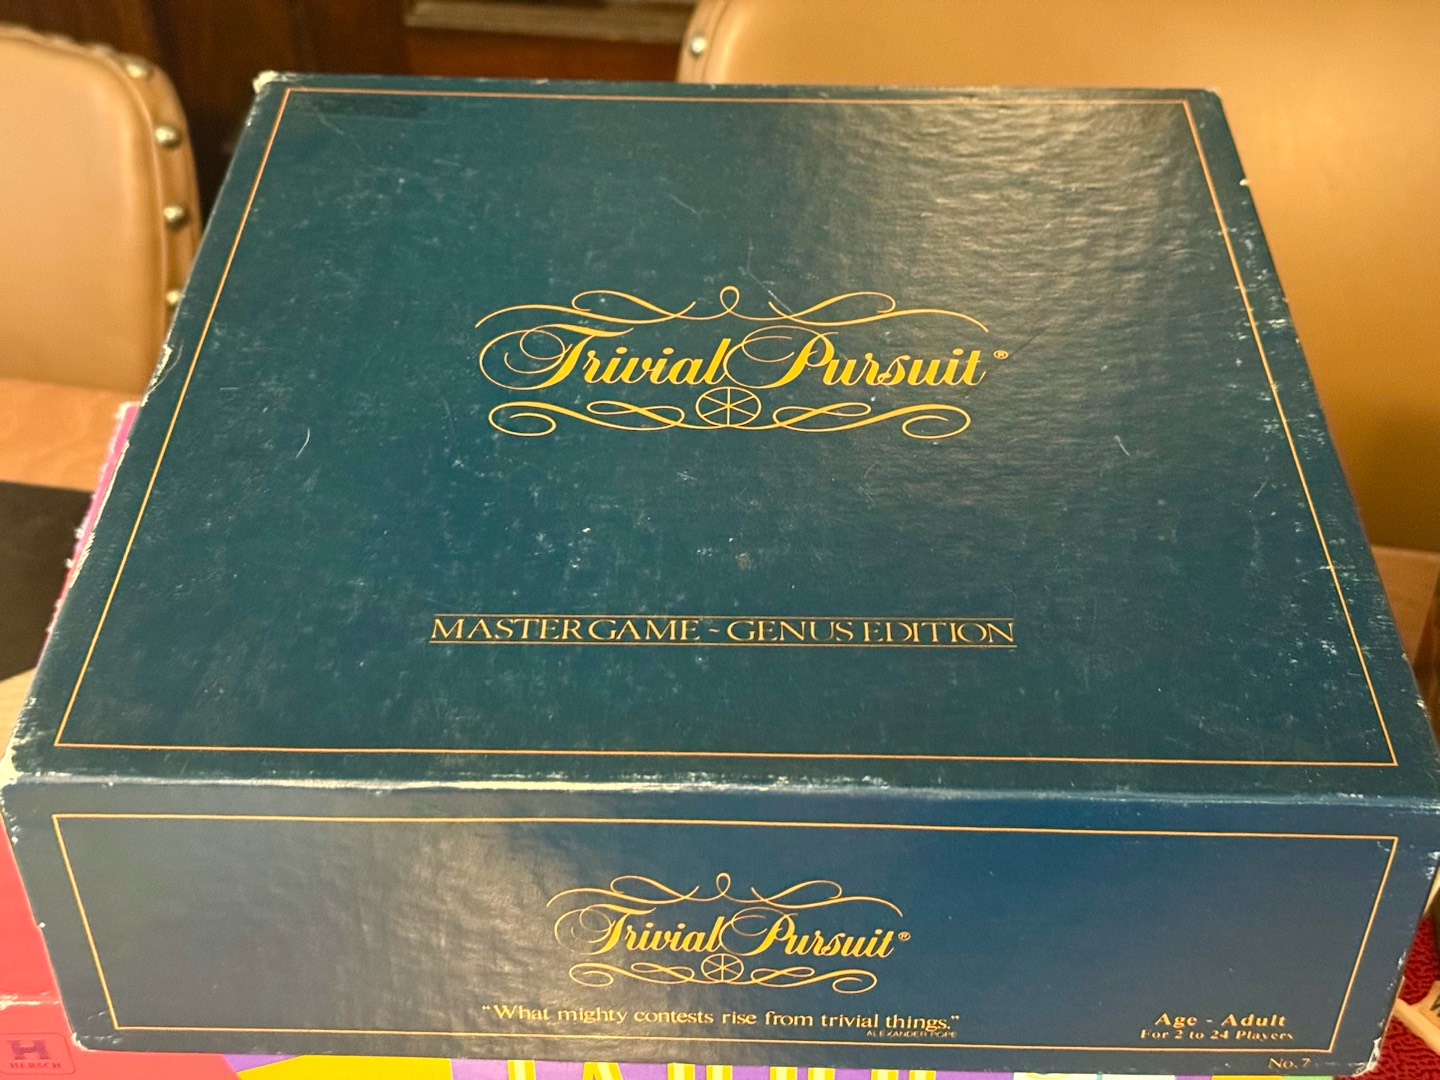 Trivial Pursuit®
MASTER GAME - GENUS EDITION
Trivial Pursuit®
"What mighty contests rise from trivial things."
ALEXANDER POPE
Age - Adult
For 2 to 24 Players
No. 7
HERSCH